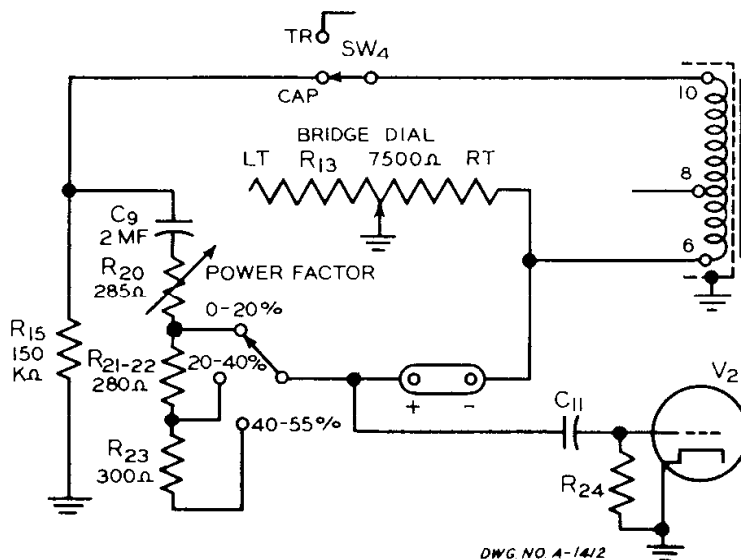 TR
SW4
CAP
10
BRIDGE DIAL
LT R13 7500Ω RT
8
C9
2 MF
6
R20
285Ω
POWER FACTOR
0-20%
R15
150
KΩ
R21-22
280Ω
20-40%
+ -
C11
V2
40-55%
R23
300Ω
R24
DWG. NO. A-1412